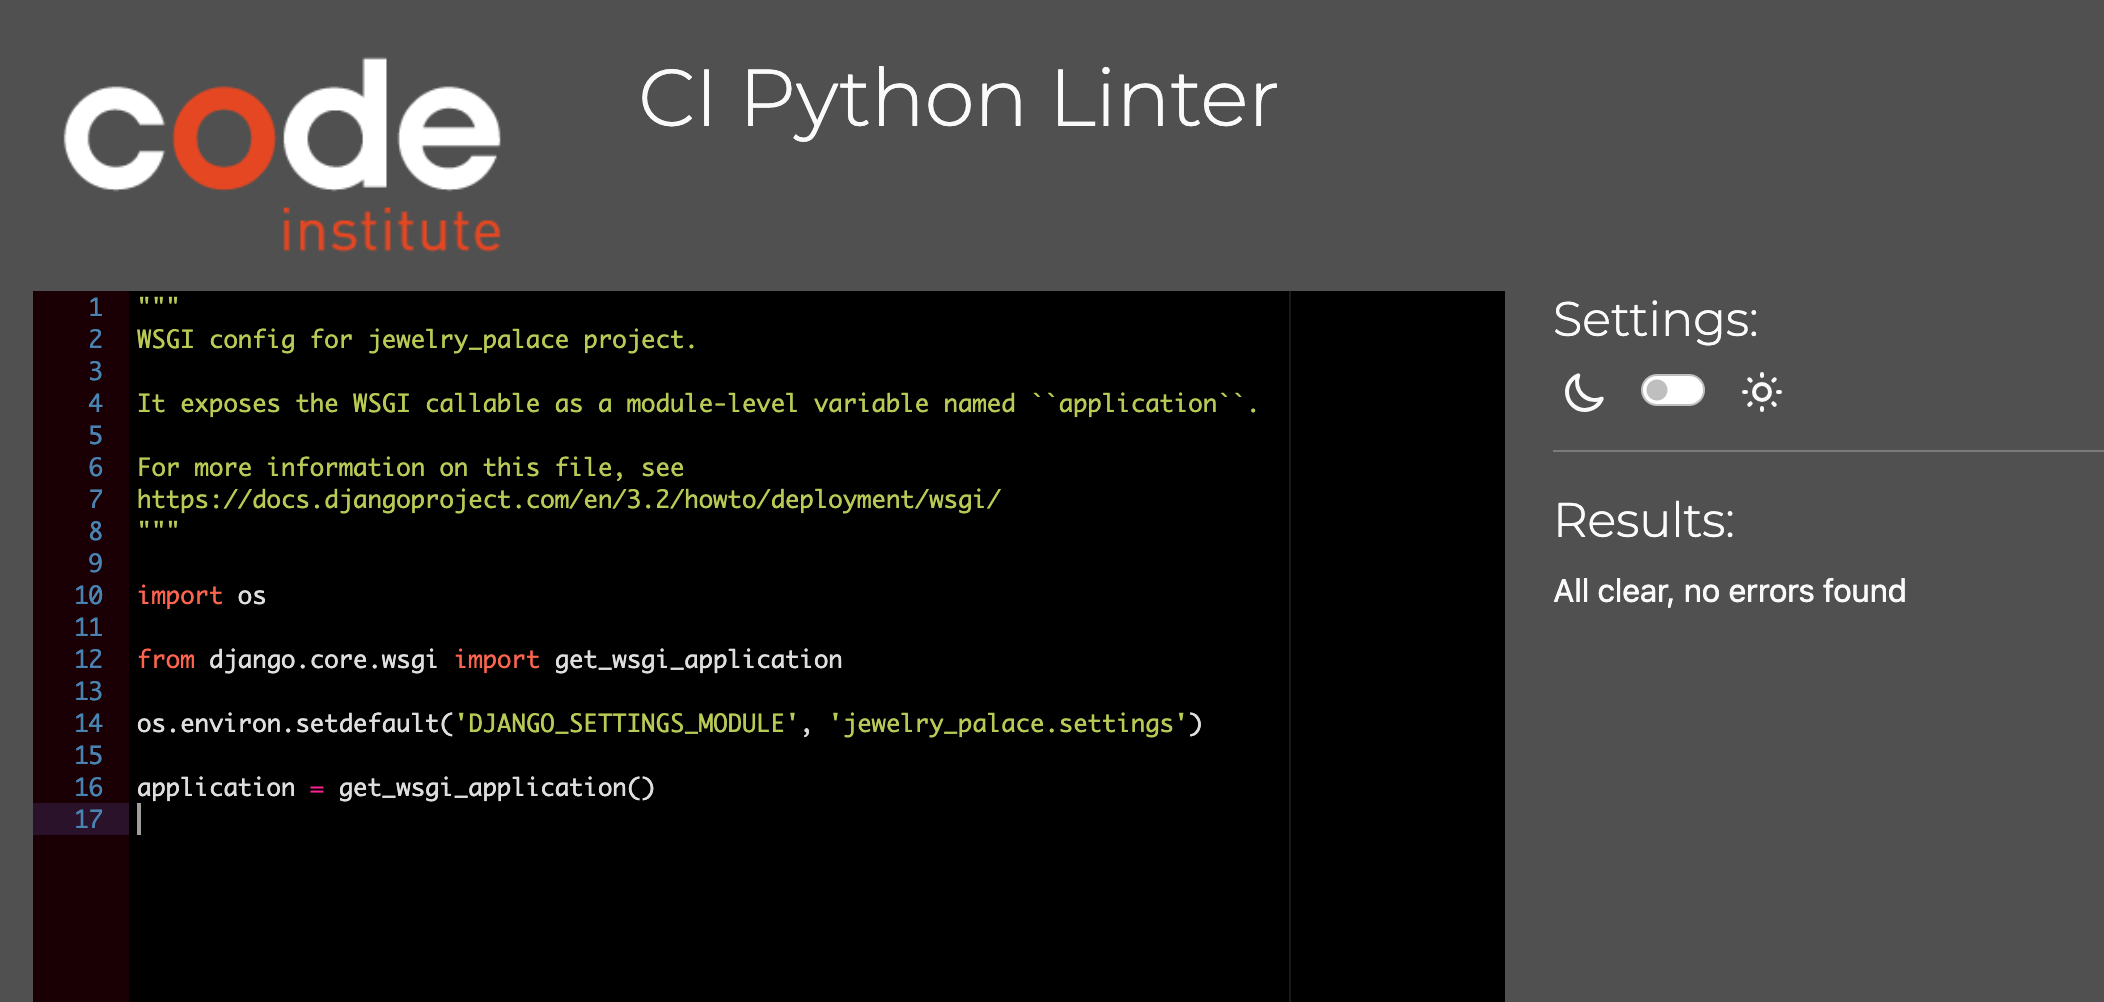 code
institute
CI Python Linter
1 """
2 WSGI config for jewelry_palace project.
3
4 It exposes the WSGI callable as a module-level variable named ``application``.
5
6 For more information on this file, see
7 https://docs.djangoproject.com/en/3.2/howto/deployment/wsgi/
8 """
9
10 import os
11
12 from django.core.wsgi import get_wsgi_application
13
14 os.environ.setdefault('DJANGO_SETTINGS_MODULE', 'jewelry_palace.settings')
15
16 application = get_wsgi_application()
17
Settings:
Results:
All clear, no errors found